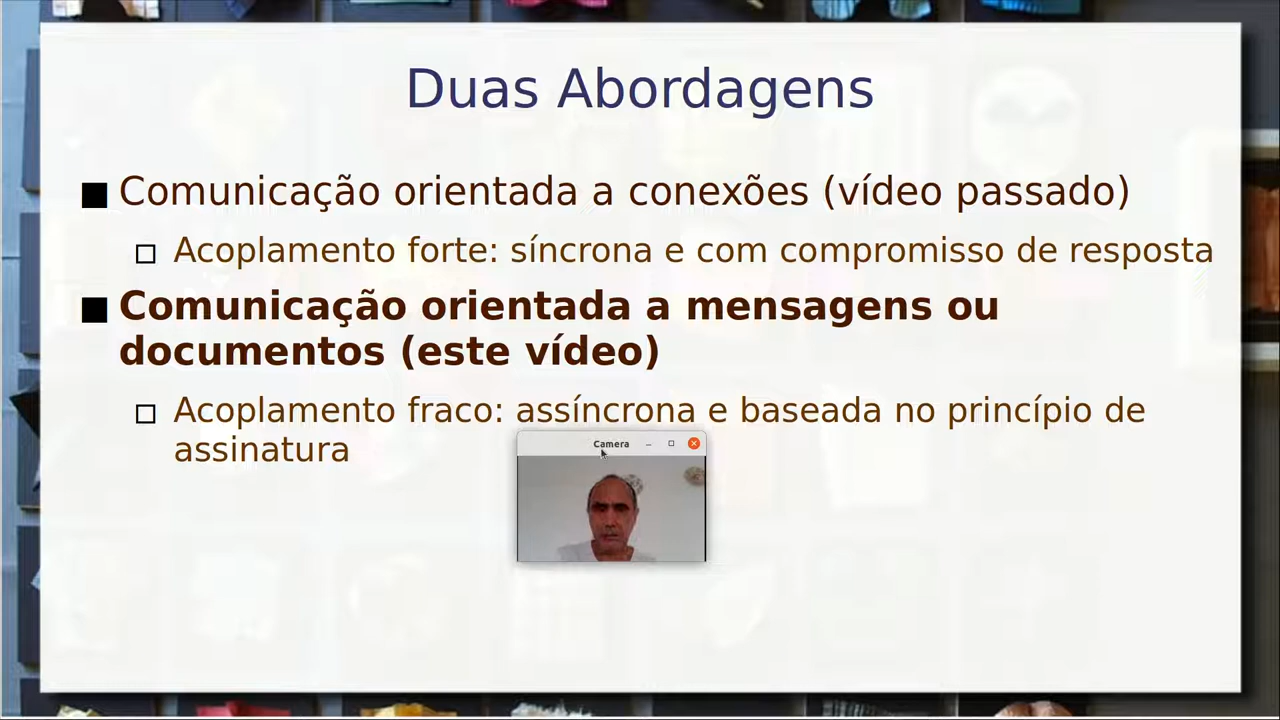 Duas Abordagens
Comunicação orientada a conexões (vídeo passado)
Acoplamento forte: síncrona e com compromisso de resposta
Comunicação orientada a mensagens ou
documentos (este vídeo)
Acoplamento fraco: assíncrona e baseada no princípio de
assinatura
Camera